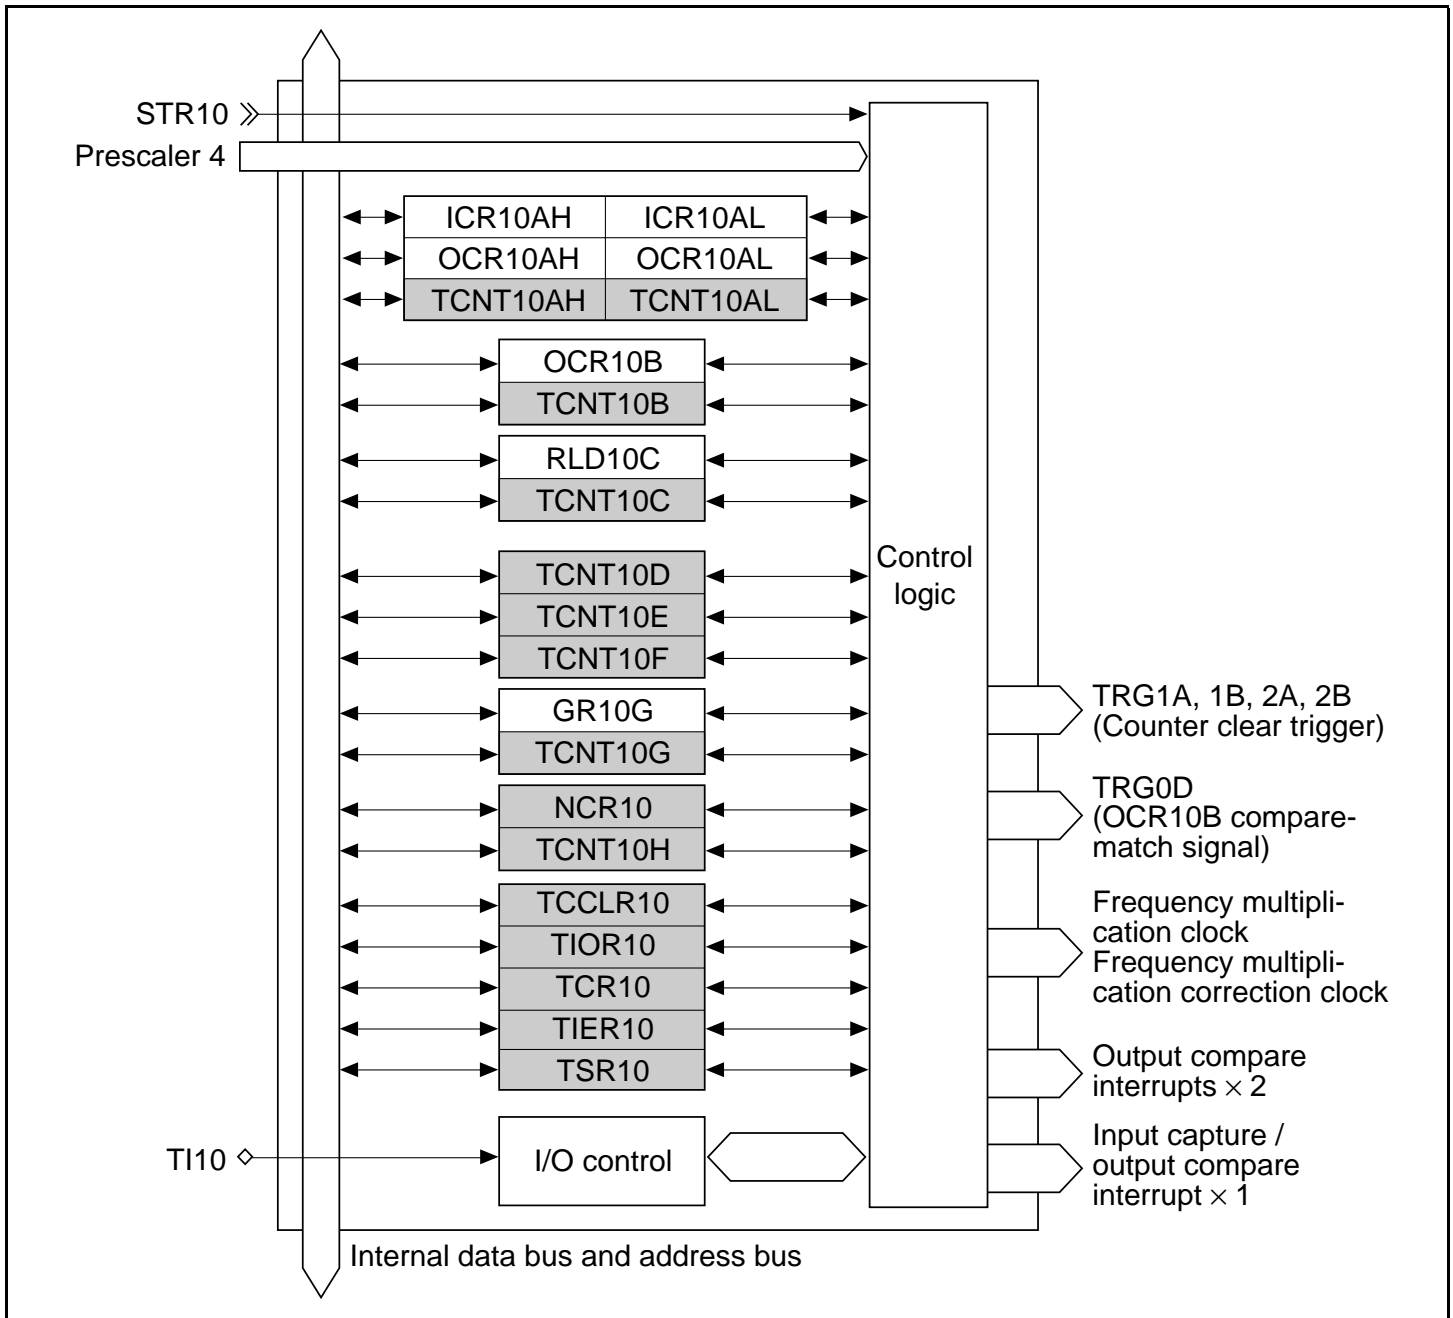 STR10
Prescaler 4
ICR10AH ICR10AL
OCR10AH OCR10AL
TCNT10AH TCNT10AL
OCR10B
TCNT10B
RLD10C
TCNT10C
TCNT10D
TCNT10E
TCNT10F
GR10G
TCNT10G
NCR10
TCNT10H
TCCLR10
TIOR10
TCR10
TIER10
TSR10
TI10
I/O control
Control
logic
TRG1A, 1B, 2A, 2B
(Counter clear trigger)
TRG0D
(OCR10B compare-
match signal)
Frequency multipli-
cation clock
Frequency multipli-
cation correction clock
Output compare
interrupts × 2
Input capture /
output compare
interrupt × 1
Internal data bus and address bus